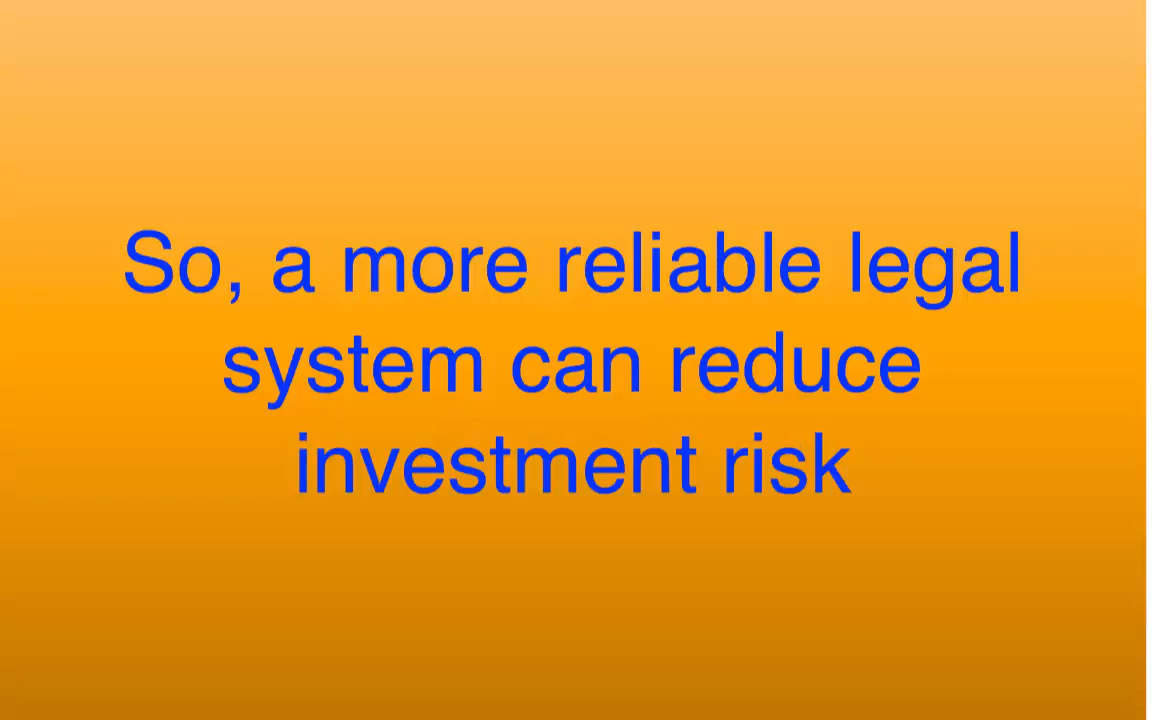 So, a more reliable legal
system can reduce
investment risk